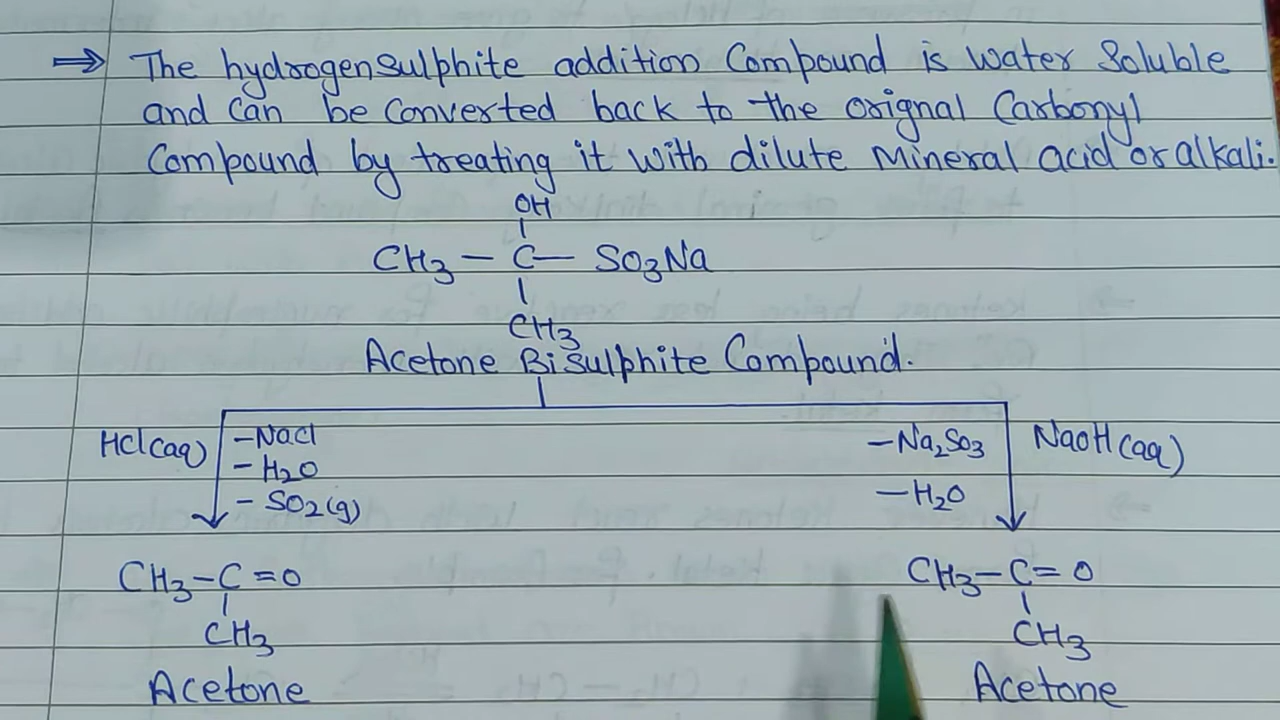 ⇒ The hydrogensulphite addition Compound is water Soluble
and Can be Converted back to the orignal Carbonyl
Compound by treating it with dilute mineral acid or alkali.
OH
|
CH₃ – C – SO₃Na
|
CH₃
Acetone Bisulphite Compound.
HCl(aq) –NaCl –Na₂SO₃ NaOH(aq)
– H₂O
– SO₂(g) –H₂O
CH₃–C=O CH₃–C=O
| |
CH₃ CH₃
Acetone Acetone